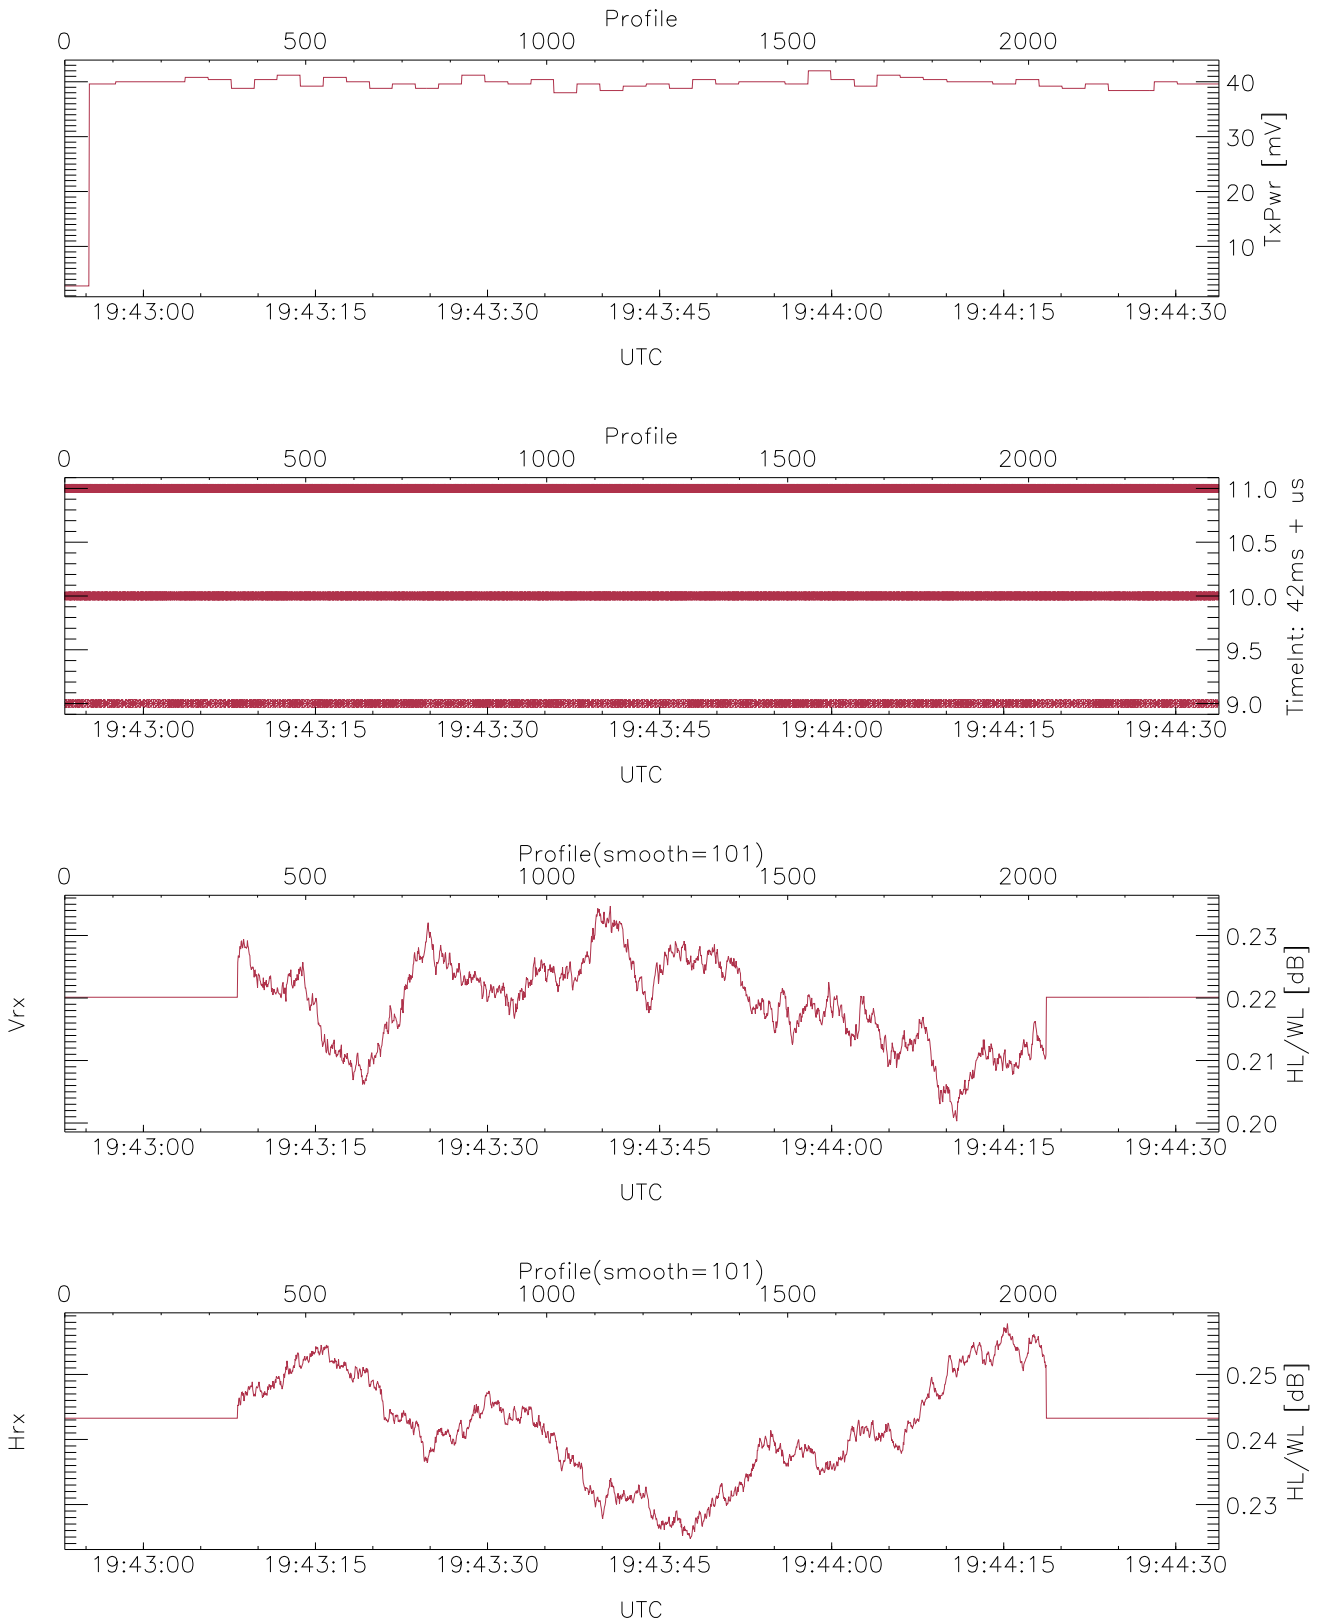 Profile
0 500 1000 1500 2000
40
30
20
10
TxPwr [mV]
19:43:00 19:43:15 19:43:30 19:43:45 19:44:00 19:44:15 19:44:30
UTC
Profile
0 500 1000 1500 2000
11.0
10.5
10.0
9.5
9.0
TimeInt: 42ms + us
19:43:00 19:43:15 19:43:30 19:43:45 19:44:00 19:44:15 19:44:30
UTC
Profile(smooth=101)
0 500 1000 1500 2000
Vrx
0.23
0.22
0.21
0.20
HL/WL [dB]
19:43:00 19:43:15 19:43:30 19:43:45 19:44:00 19:44:15 19:44:30
UTC
Profile(smooth=101)
0 500 1000 1500 2000
Hrx
0.25
0.24
0.23
HL/WL [dB]
19:43:00 19:43:15 19:43:30 19:43:45 19:44:00 19:44:15 19:44:30
UTC